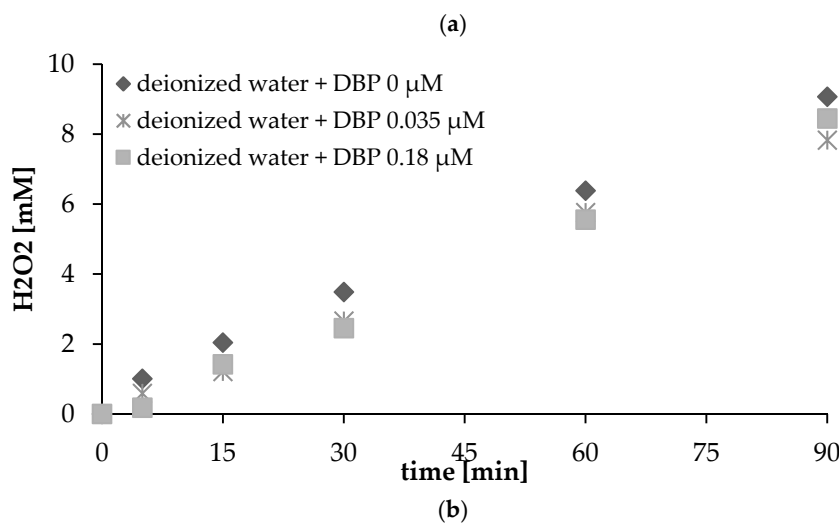 (a)
10
8
6
4
2
0
H2O2 [mM]
deionized water + DBP 0 μM
deionized water + DBP 0.035 μM
deionized water + DBP 0.18 μM
0 15 30 45 60 75 90
time [min]
(b)